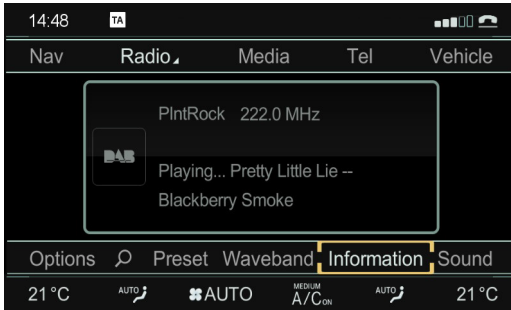 14:48 TA
Nav Radio Media Tel Vehicle
PlntRock 222.0 MHz
DAB
Playing... Pretty Little Lie --
Blackberry Smoke
Options Preset Waveband Information Sound
21 °C AUTO AUTO MEDIUM A/C ON AUTO 21 °C